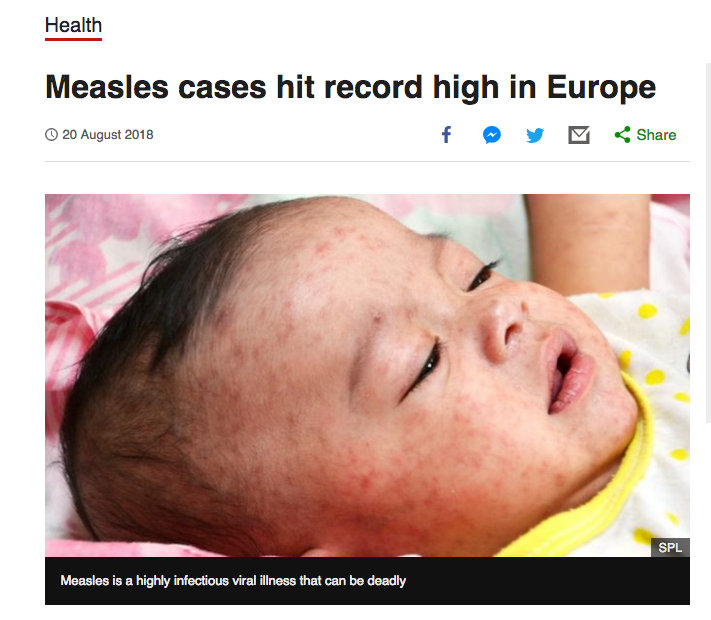 Health
Measles cases hit record high in Europe
20 August 2018
Share
SPL
Measles is a highly infectious viral illness that can be deadly